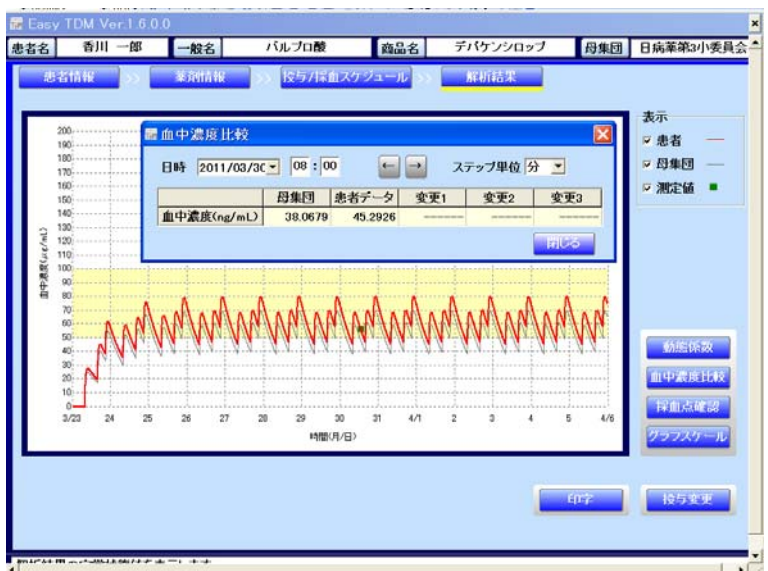 Easy TDM Ver.1.6.0.0
患者名 香川 一郎 一般名 バルプロ酸 商品名 デパケンシロップ 母集団 日病薬第3小委員会
患者情報 >> 薬剤情報 >> 投与/採血スケジュール >> 解析結果
表示
患者
母集団
測定値
血中濃度比較
日時 2011/03/30 08 : 00 ← → ステップ単位 分
母集団 患者データ 変更1 変更2 変更3
血中濃度(ng/mL) 38.0679 45.2926 ------ ------ ------
閉じる
血中濃度(μg/mL)
200
190
180
170
160
150
140
130
120
110
100
90
80
70
60
50
40
30
20
10
0
3/23 24 25 26 27 28 29 30 31 4/1 2 3 4 5 4/6
時間(月/日)
動態係数
血中濃度比較
採血点確認
グラフスケール
印字 投与変更